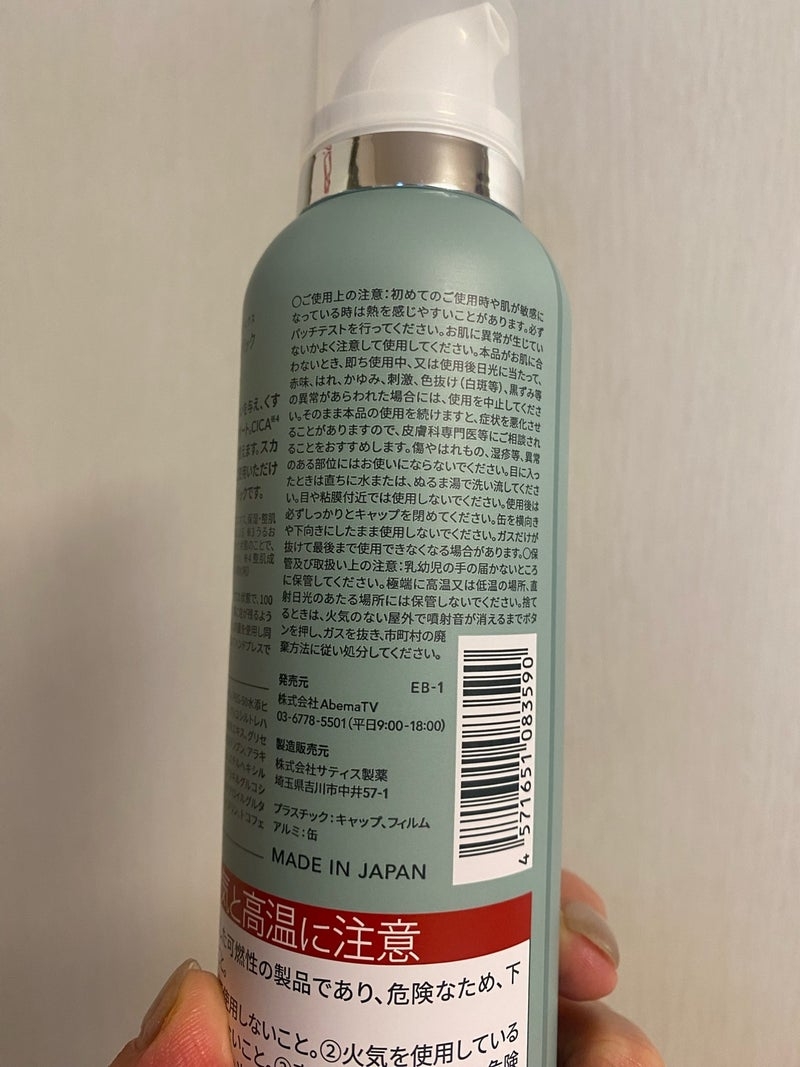 〇ご使用上の注意：初めてのご使用時や肌が敏感に
なっている時は熱を感じやすいことがあります。必ず
パッチテストを行ってください。お肌に異常が生じてい
ないかよく注意して使用してください。本品がお肌に合
わないとき、即ち使用中、又は使用後日光に当たって、
赤味、はれ、かゆみ、刺激、色抜け（白斑等）、黒ずみ等
の異常があらわれた場合には、使用を中止してくださ
い。そのまま本品の使用を続けますと、症状を悪化させ
ることがありますので、皮膚科専門医等にご相談され
ることをおすすめします。傷やはれもの、湿疹等、異常
のある部位にはお使いにならないでください。目に入っ
たときは直ちに水または、ぬるま湯で洗い流してくださ
い。目や粘膜付近では使用しないでください。使用後は
必ずしっかりとキャップを閉めてください。缶を横向き
や下向きにしたまま使用しないでください。ガスだけが
抜けて最後まで使用できなくなる場合があります。〇保
管及び取扱い上の注意：乳幼児の手の届かないところ
に保管してください。極端に高温又は低温の場所、直
射日光のあたる場所には保管しないでください。捨て
るときは、火気のない屋外で噴射音が消えるまでボタ
ンを押し、ガスを抜き、市町村の廃
棄方法に従い処分してください。
発売元
EB-1
株式会社AbemaTV
03-6778-5501（平日9:00-18:00）
製造販売元
株式会社サティス製薬
埼玉県吉川市中井57-1
プラスチック：キャップ、フィルム
アルミ：缶
MADE IN JAPAN
4 571651 083590
を与え、くす
ート。CICA※4
ます。スカ
用いただけ
ックです。
と高温に注意
た可燃性の製品であり、危険なため、下
使用しないこと。②火気を使用している
ないこと。
危険